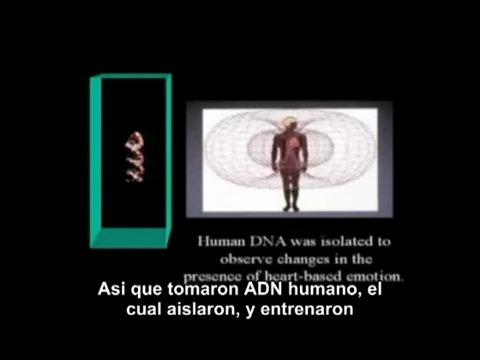 Human DNA was isolated to
observe changes in the
presence of heart-based emotion.
Asi que tomaron ADN humano, el
cual aislaron, y entrenaron